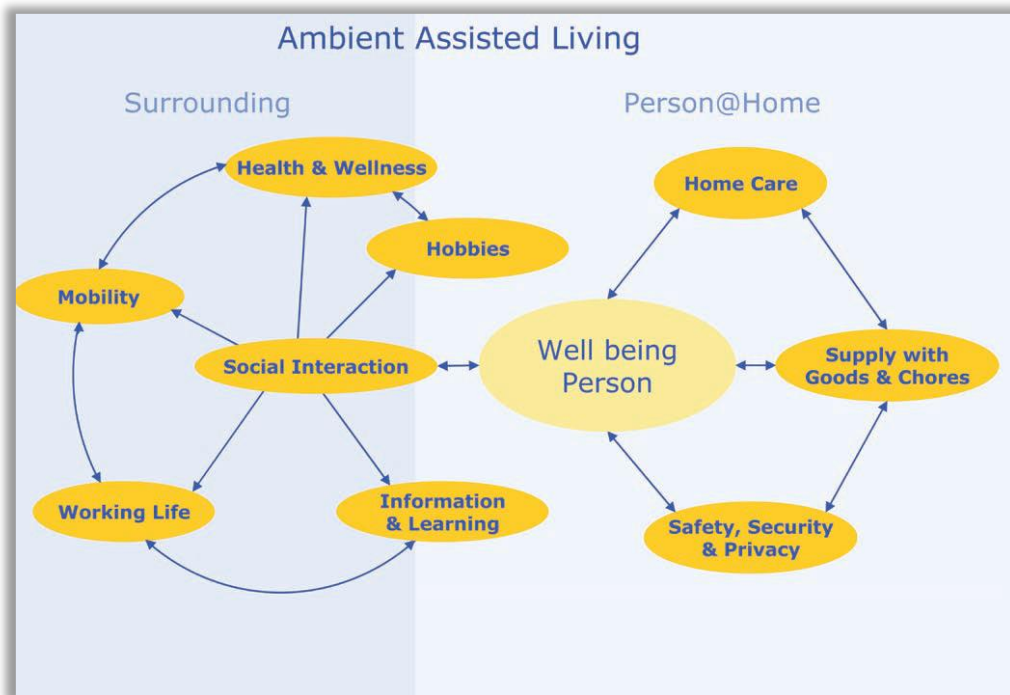 Ambient Assisted Living
Surrounding
Person@Home
Health & Wellness
Home Care
Hobbies
Mobility
Social Interaction
Well being
Person
Supply with
Goods & Chores
Working Life
Information
& Learning
Safety, Security
& Privacy